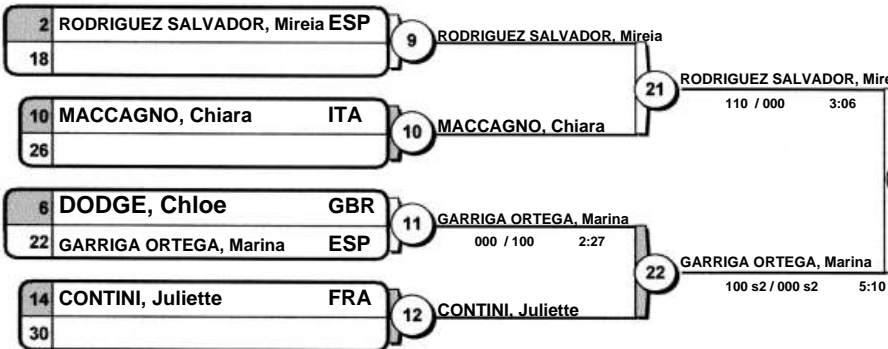 2 RODRIGUEZ SALVADOR, Mireia ESP
18
9
RODRIGUEZ SALVADOR, Mireia
10 MACCAGNO, Chiara ITA
26
10
MACCAGNO, Chiara
21
RODRIGUEZ SALVADOR, Mire
110 / 000 3:06
6 DODGE, Chloe GBR
22 GARRIGA ORTEGA, Marina ESP
11
GARRIGA ORTEGA, Marina
000 / 100 2:27
14 CONTINI, Juliette FRA
30
12
CONTINI, Juliette
22
GARRIGA ORTEGA, Marina
100 s2 / 000 s2 5:10